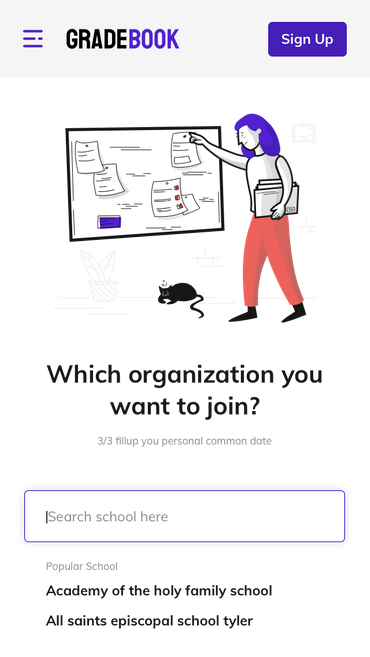 GRADEBOOK
Sign Up
Which organization you
want to join?
3/3 fillup you personal common date
Search school here
Popular School
Academy of the holy family school
All saints episcopal school tyler